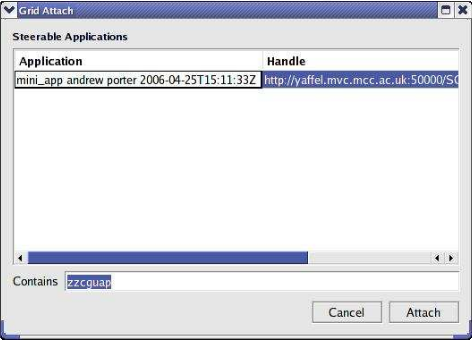 Grid Attach
Steerable Applications
Application Handle
mini_app andrew porter 2006-04-25T15:11:33Z http://yaffel.mvc.mcc.ac.uk:50000/SG
Contains zzcguap
Cancel Attach